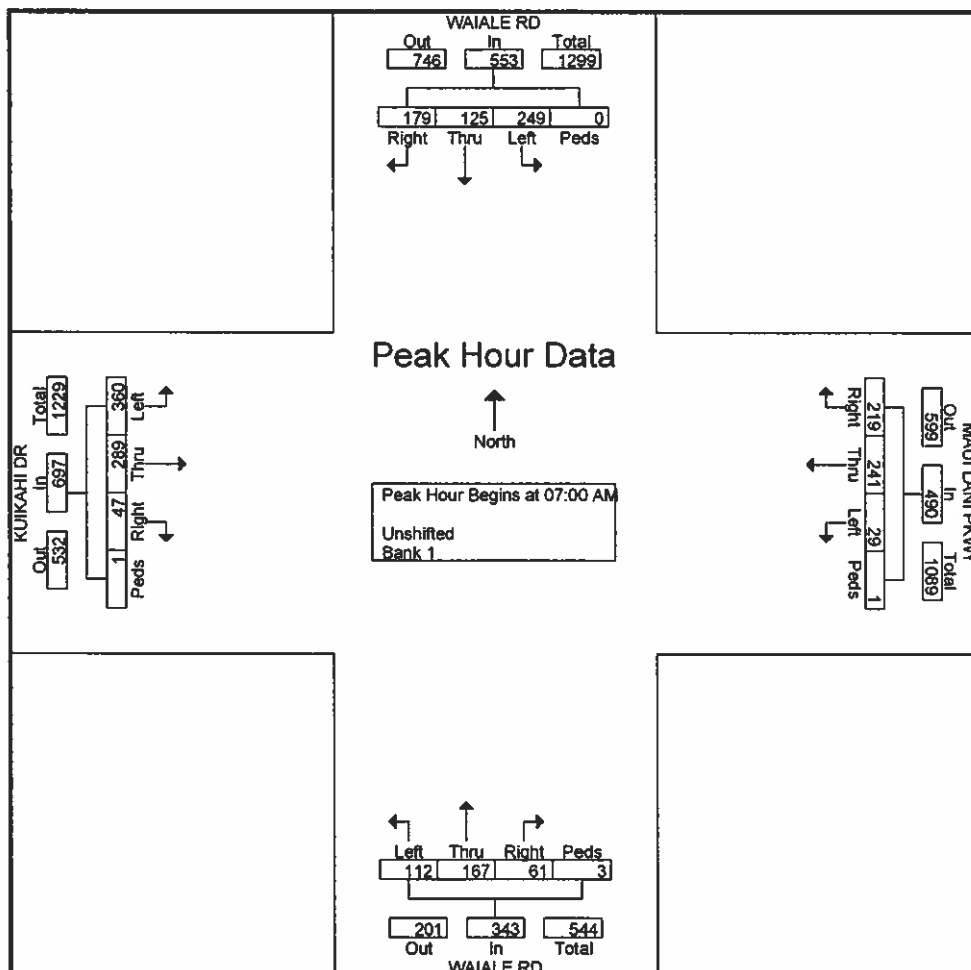 WAIALE RD
Out In Total
746 553 1299
179 125 249 0
Right Thru Left Peds
Peak Hour Data
North
Peak Hour Begins at 07:00 AM
Unshifted
Bank 1
KUIKAHI DR
Out In Total
532 697 1229
Left Thru Right Peds
360 289 47 1
MAUI LANI PKWY
Out In Total
599 490 1089
Right Thru Left Peds
219 241 29 1
Left Thru Right Peds
112 167 61 3
201 343 544
Out In Total
WAIALE RD